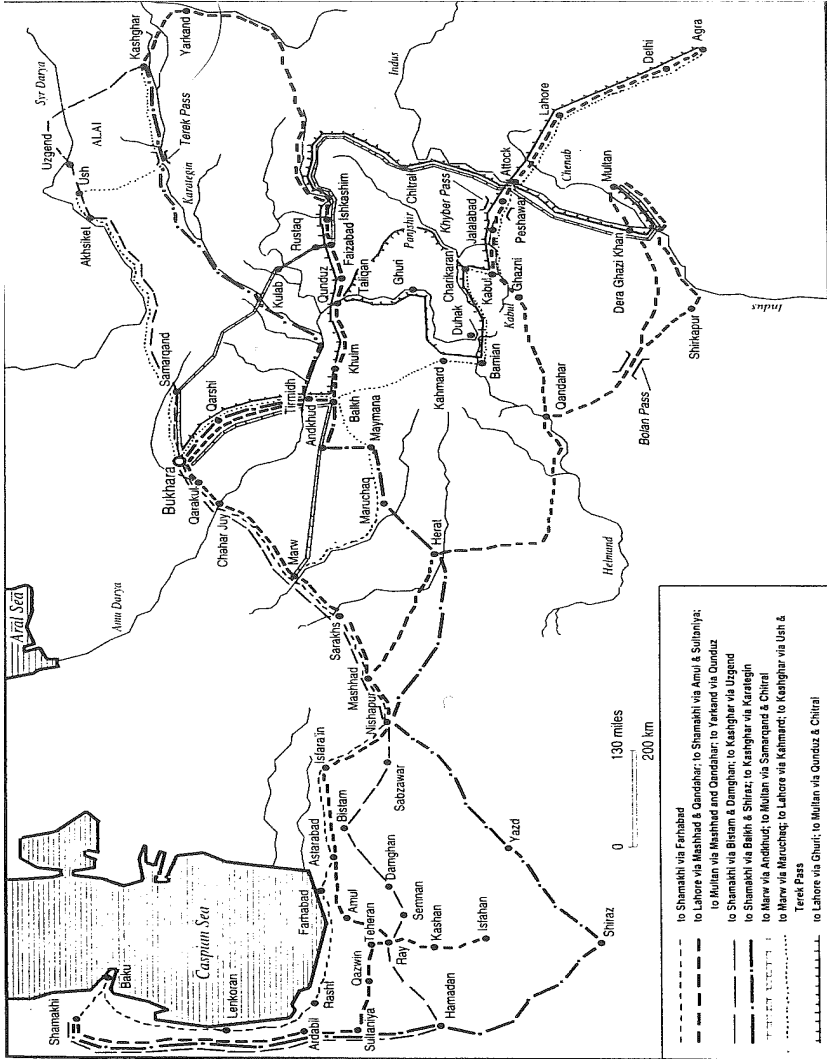 Kashghar
Yarkand
Syr Darya
Uzgend
ALAI
Ush
Terek Pass
Akhsikel
Karategin
Samarqand
Qarshi
Bukhara
Qarakul
Chahar Juy
Amu Darya
Aral Sea
Tirmidh
Andkhud
Balkh
Khulm
Qunduz
Kulab
Rustaq
Faizabad
Ishkashim
Taliqan
Ghuri
Panjshir
Chitral
Indus
Charikaran
Duhak
Kahmard
Bamian
Kabul
Kabul
Ghazni
Jalalabad
Khyber Pass
Peshawar
Attock
Lahore
Delhi
Agra
Chenab
Multan
Dera Ghazi Khan
Shirkapur
Indus
Bolan Pass
Qandahar
Helmund
Herat
Maymana
Maruchaq
Marw
Sarakhs
Mashhad
Nishapur
Isfara'in
Sabzawar
Bistam
Astarabad
Damghan
Semnan
Farhabad
Amul
Teheran
Ray
Kashan
Isfahan
Qazwin
Sultaniya
Hamadan
Rasht
Ardabil
Lenkoran
Caspian Sea
Baku
Shamakhi
Yazd
Shiraz
0 130 miles
200 km
to Shamakhi via Farhabad
to Lahore via Mashhad & Qandahar; to Shamakhi via Amul & Sultaniya;
to Multan via Mashhad and Qandahar; to Yarkand via Qunduz
to Shamakhi via Bistam & Damghan; to Kashghar via Uzgend
to Shamakhi via Balkh & Shiraz; to Kashghar via Karategin
to Marw via Andkhud; to Multan via Samarqand & Chitral
to Marw via Maruchaq; to Lahore via Kahmard; to Kashghar via Ush &
Terek Pass
to Lahore via Ghuri; to Multan via Qunduz & Chitral